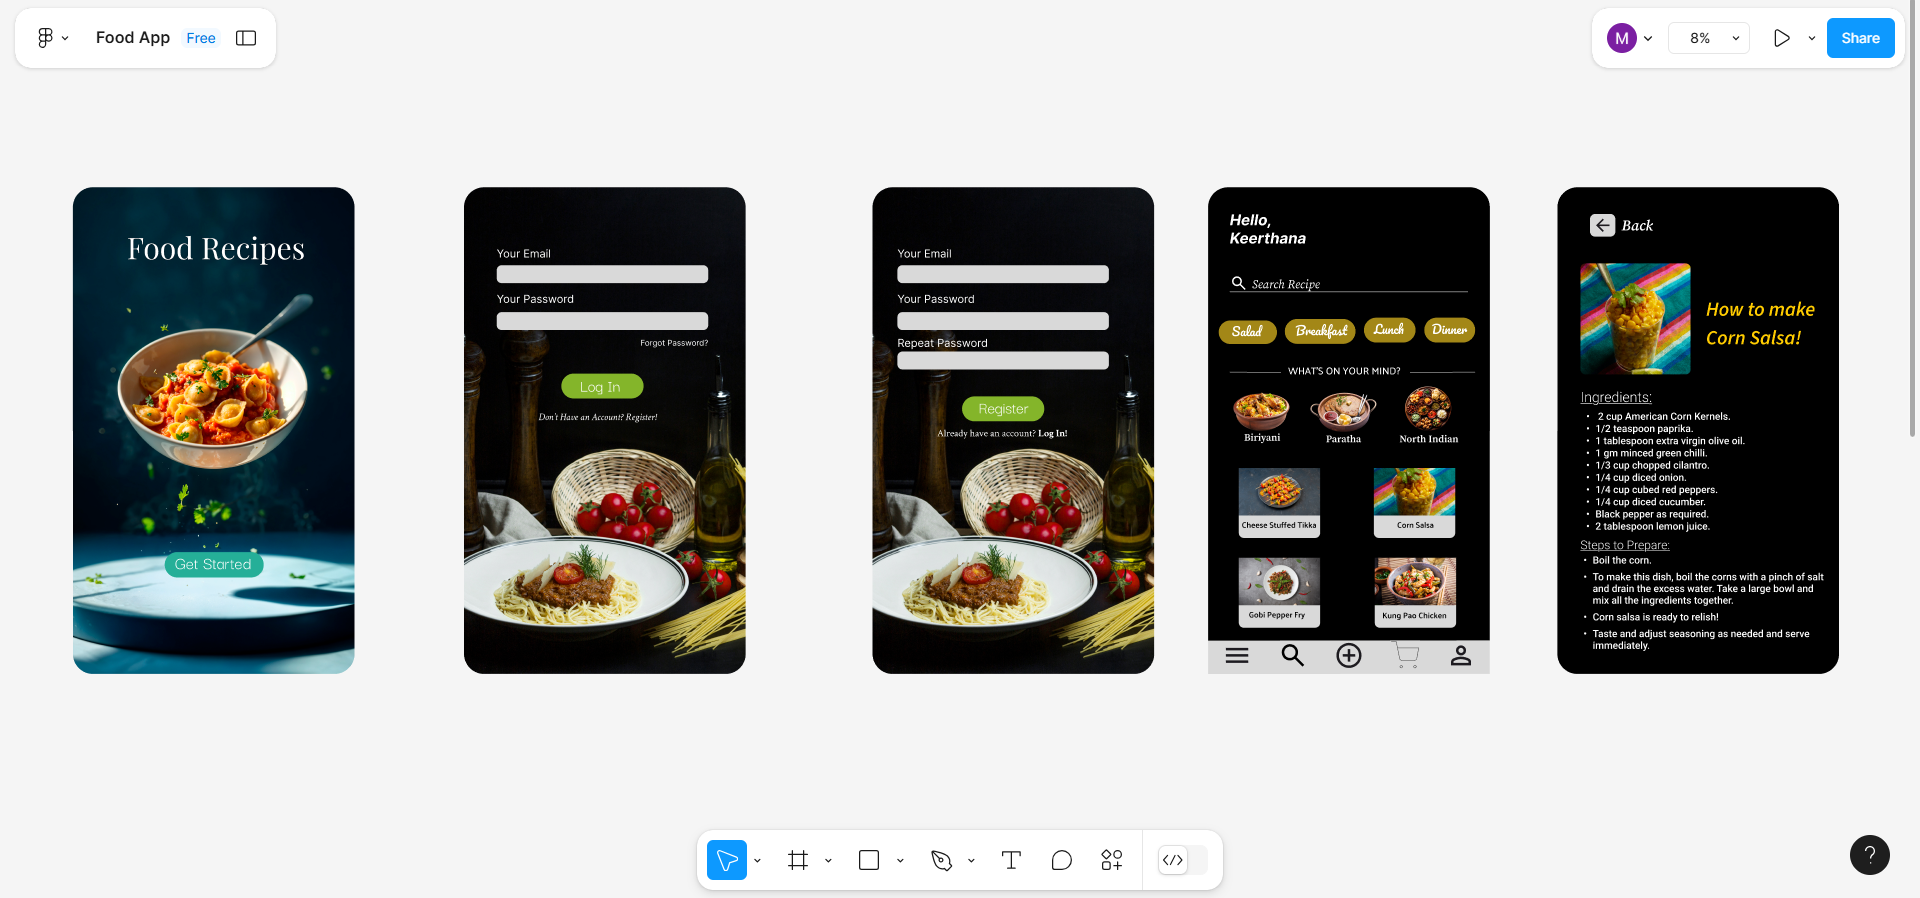 Food App Free
M
8%
Share
Food Recipes
Get Started
Your Email
Your Password
Forgot Password?
Log In
Don't Have an Account? Register!
Your Email
Your Password
Repeat Password
Register
Already have an account? Log In!
Hello,
Keerthana
Search Recipe
Salad Breakfast Lunch Dinner
WHAT'S ON YOUR MIND?
Biriyani Paratha North Indian
Cheese Stuffed Tikka Corn Salsa
Gobi Pepper Fry Kung Pao Chicken
Back
How to make
Corn Salsa!
Ingredients:
• 2 cup American Corn Kernels.
• 1/2 teaspoon paprika.
• 1 tablespoon extra virgin olive oil.
• 1 gm minced green chilli.
• 1/3 cup chopped cilantro.
• 1/4 cup diced onion.
• 1/4 cup cubed red peppers.
• 1/4 cup diced cucumber.
• Black pepper as required.
• 2 tablespoon lemon juice.
Steps to Prepare:
• Boil the corn.
• To make this dish, boil the corns with a pinch of salt
and drain the excess water. Take a large bowl and
mix all the ingredients together.
• Corn salsa is ready to relish!
• Taste and adjust seasoning as needed and serve
immediately.
?